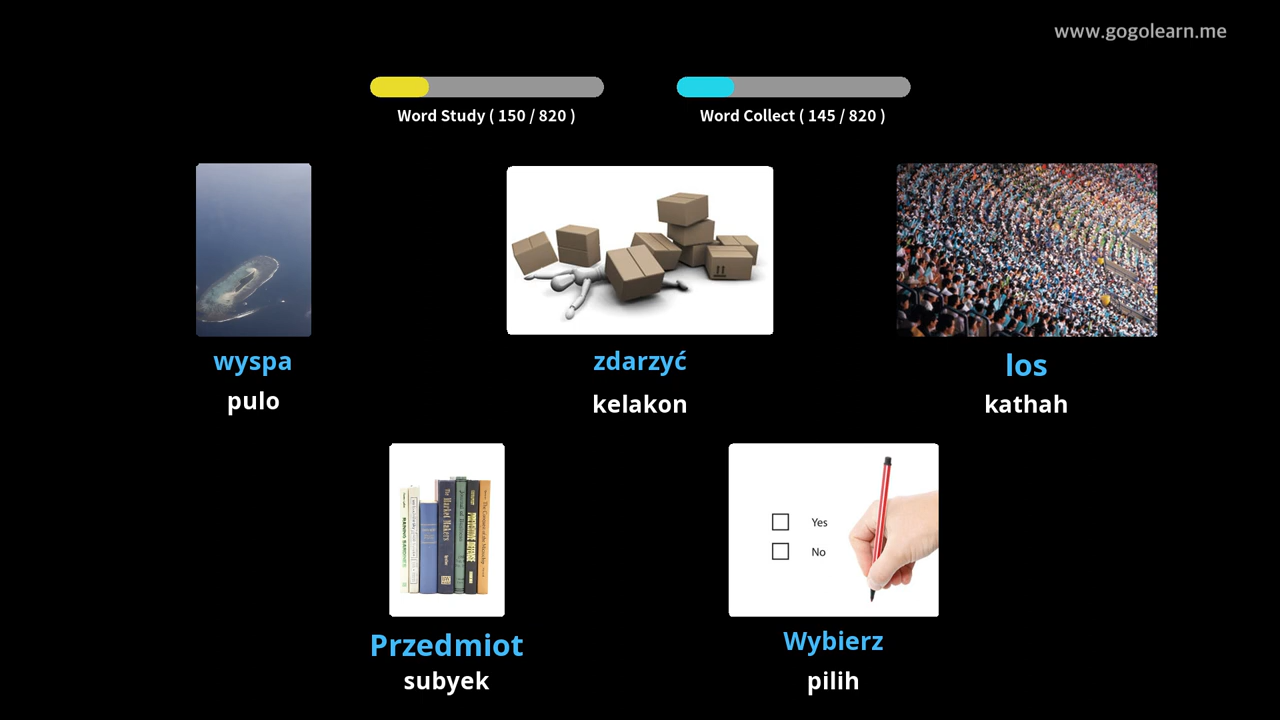 www.gogolearn.me
Word Study ( 150 / 820 )
Word Collect ( 145 / 820 )
wyspa
pulo
zdarzyć
kelakon
los
kathah
Przedmiot
subyek
Yes
No
Wybierz
pilih